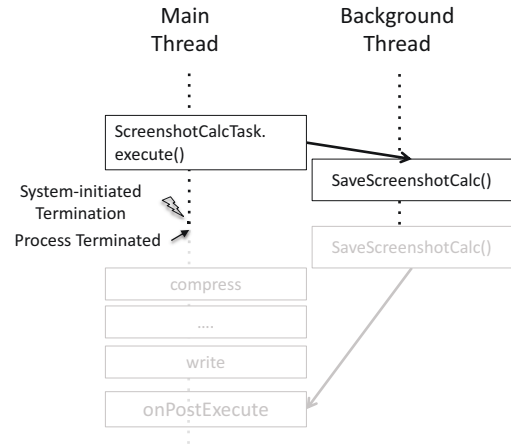 Main
Thread
Background
Thread
ScreenshotCalcTask.
execute()
SaveScreenshotCalc()
System-initiated
Termination
Process Terminated
SaveScreenshotCalc()
compress
....
write
onPostExecute